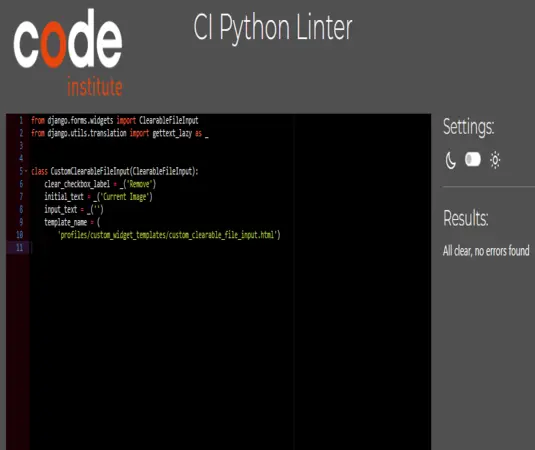 code
institute
CI Python Linter
1 from django.forms.widgets import ClearableFileInput
2 from django.utils.translation import gettext_lazy as _
3
4
5 class CustomClearableFileInput(ClearableFileInput):
6 clear_checkbox_label = _('Remove')
7 initial_text = _('Current Image')
8 input_text = _('')
9 template_name = (
10 'profiles/custom_widget_templates/custom_clearable_file_input.html')
11
Settings:
Results:
All clear, no errors found